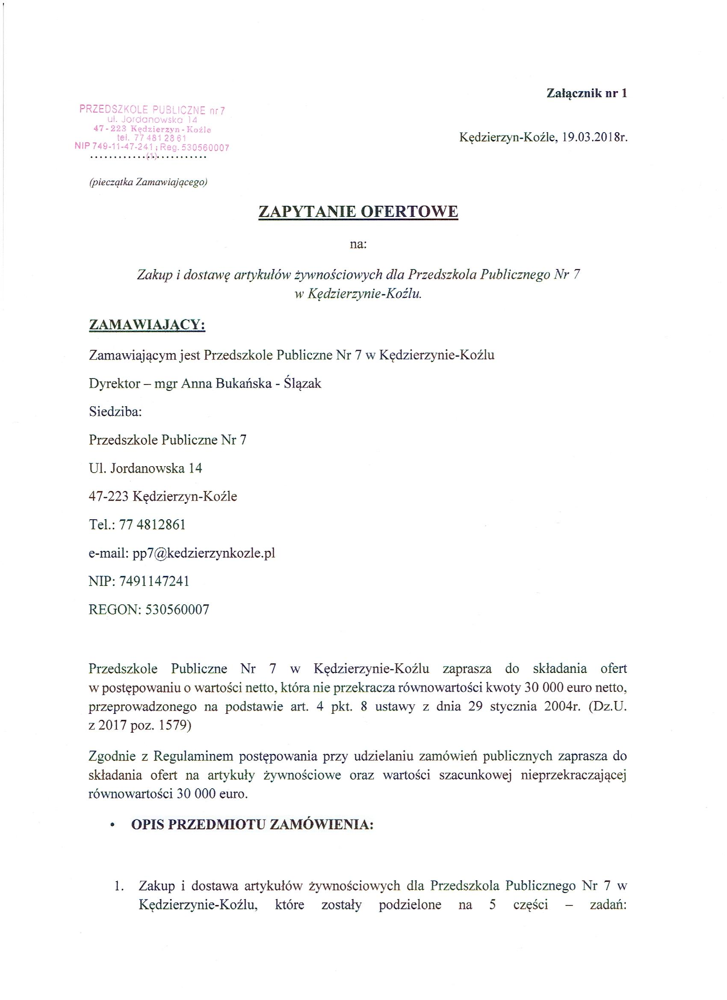 Załącznik nr 1
PRZEDSZKOLE PUBLICZNE nr 7
ul. Jordanowska 14
47-223 Kędzierzyn-Koźle
tel. 77 481 28 61
NIP 749-11-47-241; Reg. 530560007
............(1)............
Kędzierzyn-Koźle, 19.03.2018r.
(pieczątka Zamawiającego)
ZAPYTANIE OFERTOWE
na:
Zakup i dostawę artykułów żywnościowych dla Przedszkola Publicznego Nr 7
w Kędzierzynie-Koźlu.
ZAMAWIAJĄCY:
Zamawiającym jest Przedszkole Publiczne Nr 7 w Kędzierzynie-Koźlu
Dyrektor – mgr Anna Bukańska - Ślązak
Siedziba:
Przedszkole Publiczne Nr 7
Ul. Jordanowska 14
47-223 Kędzierzyn-Koźle
Tel.: 77 4812861
e-mail: pp7@kedzierzynkozle.pl
NIP: 7491147241
REGON: 530560007
Przedszkole Publiczne Nr 7 w Kędzierzynie-Koźlu zaprasza do składania ofert
w postępowaniu o wartości netto, która nie przekracza równowartości kwoty 30 000 euro netto,
przeprowadzonego na podstawie art. 4 pkt. 8 ustawy z dnia 29 stycznia 2004r. (Dz.U.
z 2017 poz. 1579)
Zgodnie z Regulaminem postępowania przy udzielaniu zamówień publicznych zaprasza do
składania ofert na artykuły żywnościowe oraz wartości szacunkowej nieprzekraczającej
równowartości 30 000 euro.
• OPIS PRZEDMIOTU ZAMÓWIENIA:
1. Zakup i dostawa artykułów żywnościowych dla Przedszkola Publicznego Nr 7 w
Kędzierzynie-Koźlu, które zostały podzielone na 5 części – zadań: